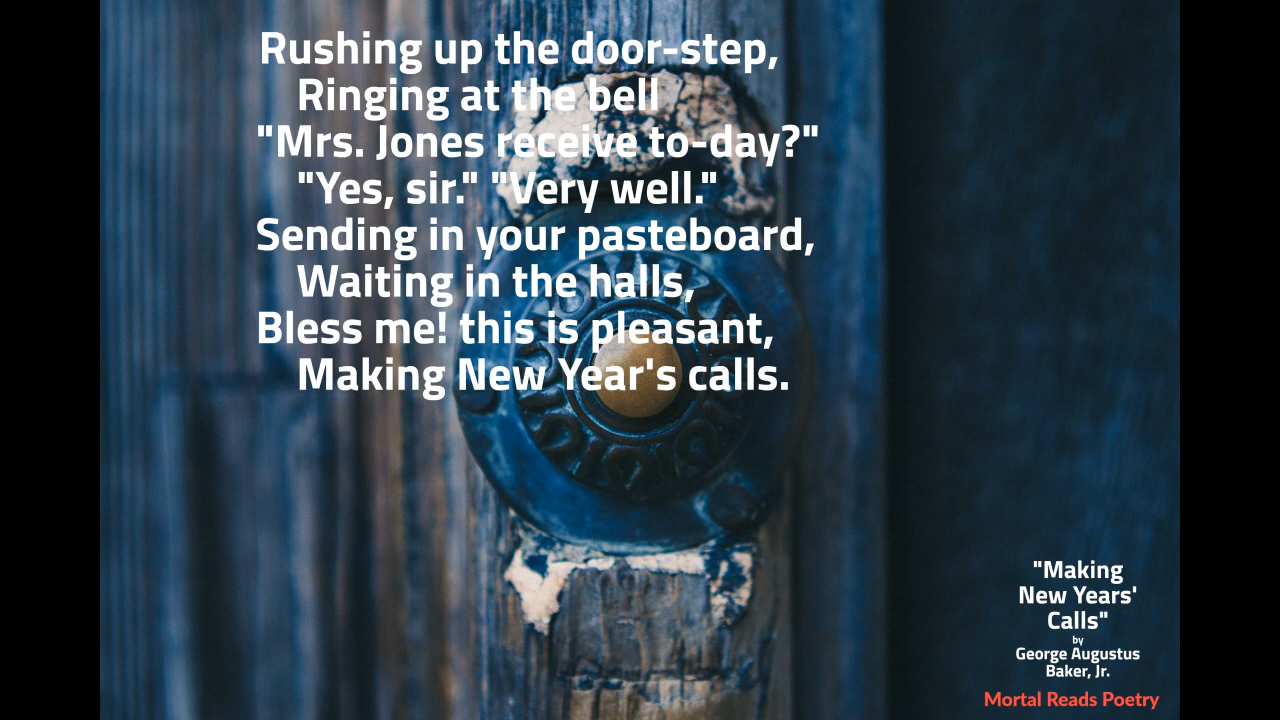 Rushing up the door-step,
Ringing at the bell
"Mrs. Jones receive to-day?"
"Yes, sir." "Very well."
Sending in your pasteboard,
Waiting in the halls,
Bless me! this is pleasant,
Making New Year's calls.
"Making
New Years'
Calls"
by
George Augustus
Baker, Jr.
Mortal Reads Poetry